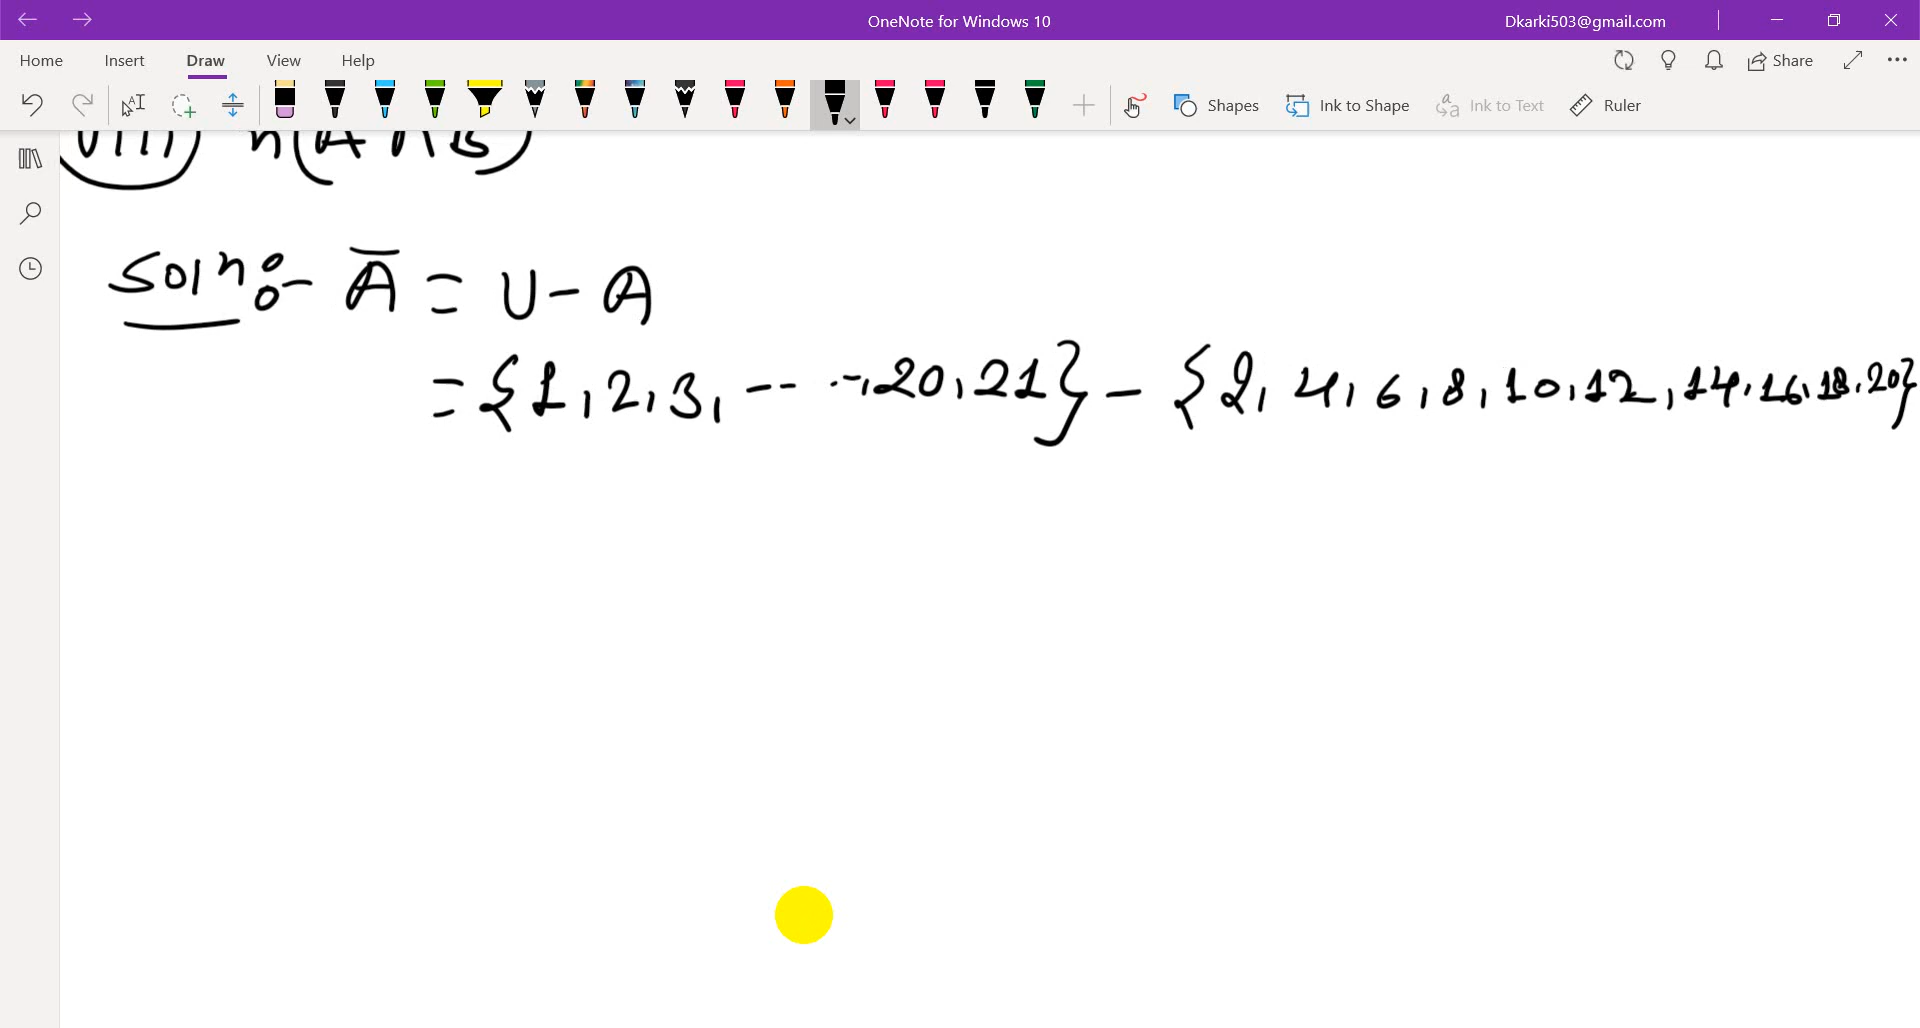 OneNote for Windows 10
Dkarki503@gmail.com
Home Insert Draw View Help
Share
Shapes Ink to Shape Ink to Text Ruler
viii) n(A∩B)
Soln:- A̅ = U - A
= {1, 2, 3, -- --, 20, 21} - {2, 4, 6, 8, 10, 12, 14, 16, 18, 20}